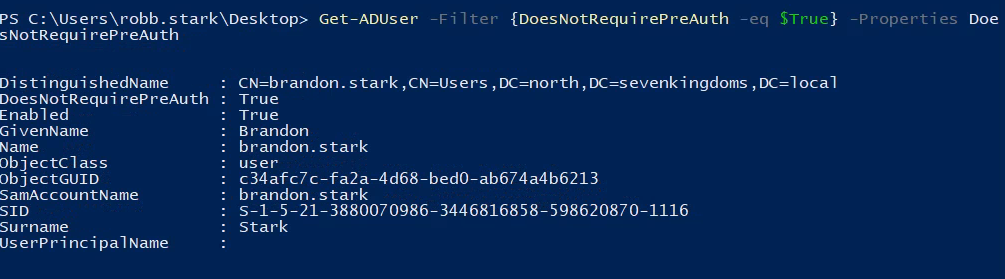 PS C:\Users\robb.stark\Desktop> Get-ADUser -Filter {DoesNotRequirePreAuth -eq $True} -Properties Doe
sNotRequirePreAuth
DistinguishedName     : CN=brandon.stark,CN=Users,DC=north,DC=sevenkingdoms,DC=local
DoesNotRequirePreAuth : True
Enabled               : True
GivenName             : Brandon
Name                  : brandon.stark
ObjectClass           : user
ObjectGUID            : c34afc7c-fa2a-4d68-bed0-ab674a4b6213
SamAccountName        : brandon.stark
SID                   : S-1-5-21-3880070986-3446816858-598620870-1116
Surname               : Stark
UserPrincipalName     :